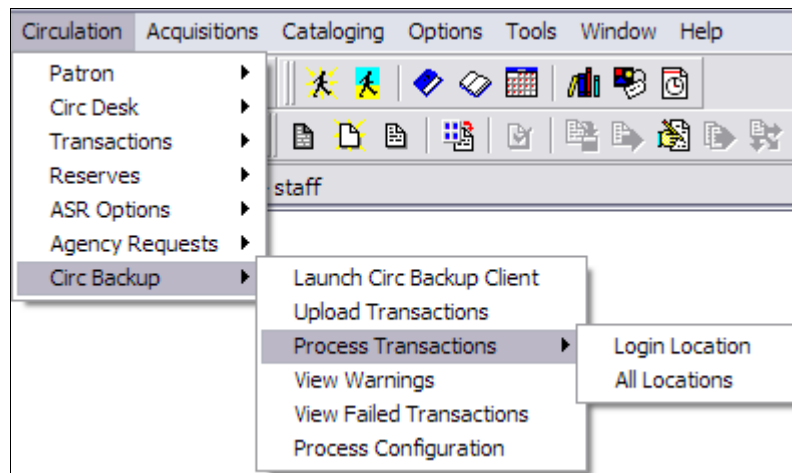 Circulation Acquisitions Cataloging Options Tools Window Help
Patron
Circ Desk
Transactions
Reserves
staff
ASR Options
Agency Requests
Circ Backup
Launch Circ Backup Client
Upload Transactions
Process Transactions
Login Location
All Locations
View Warnings
View Failed Transactions
Process Configuration